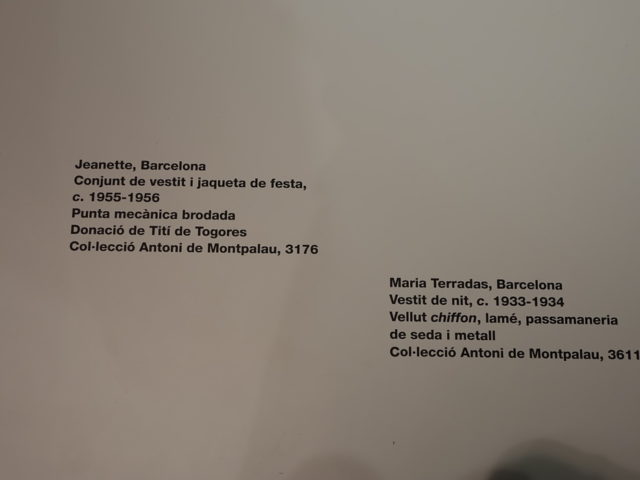 Jeanette, Barcelona
Conjunt de vestit i jaqueta de festa,
c. 1955-1956
Punta mecànica brodada
Donació de Tití de Togores
Col·lecció Antoni de Montpalau, 3176
Maria Terradas, Barcelona
Vestit de nit, c. 1933-1934
Vellut chiffon, lamé, passamaneria
de seda i metall
Col·lecció Antoni de Montpalau, 3611